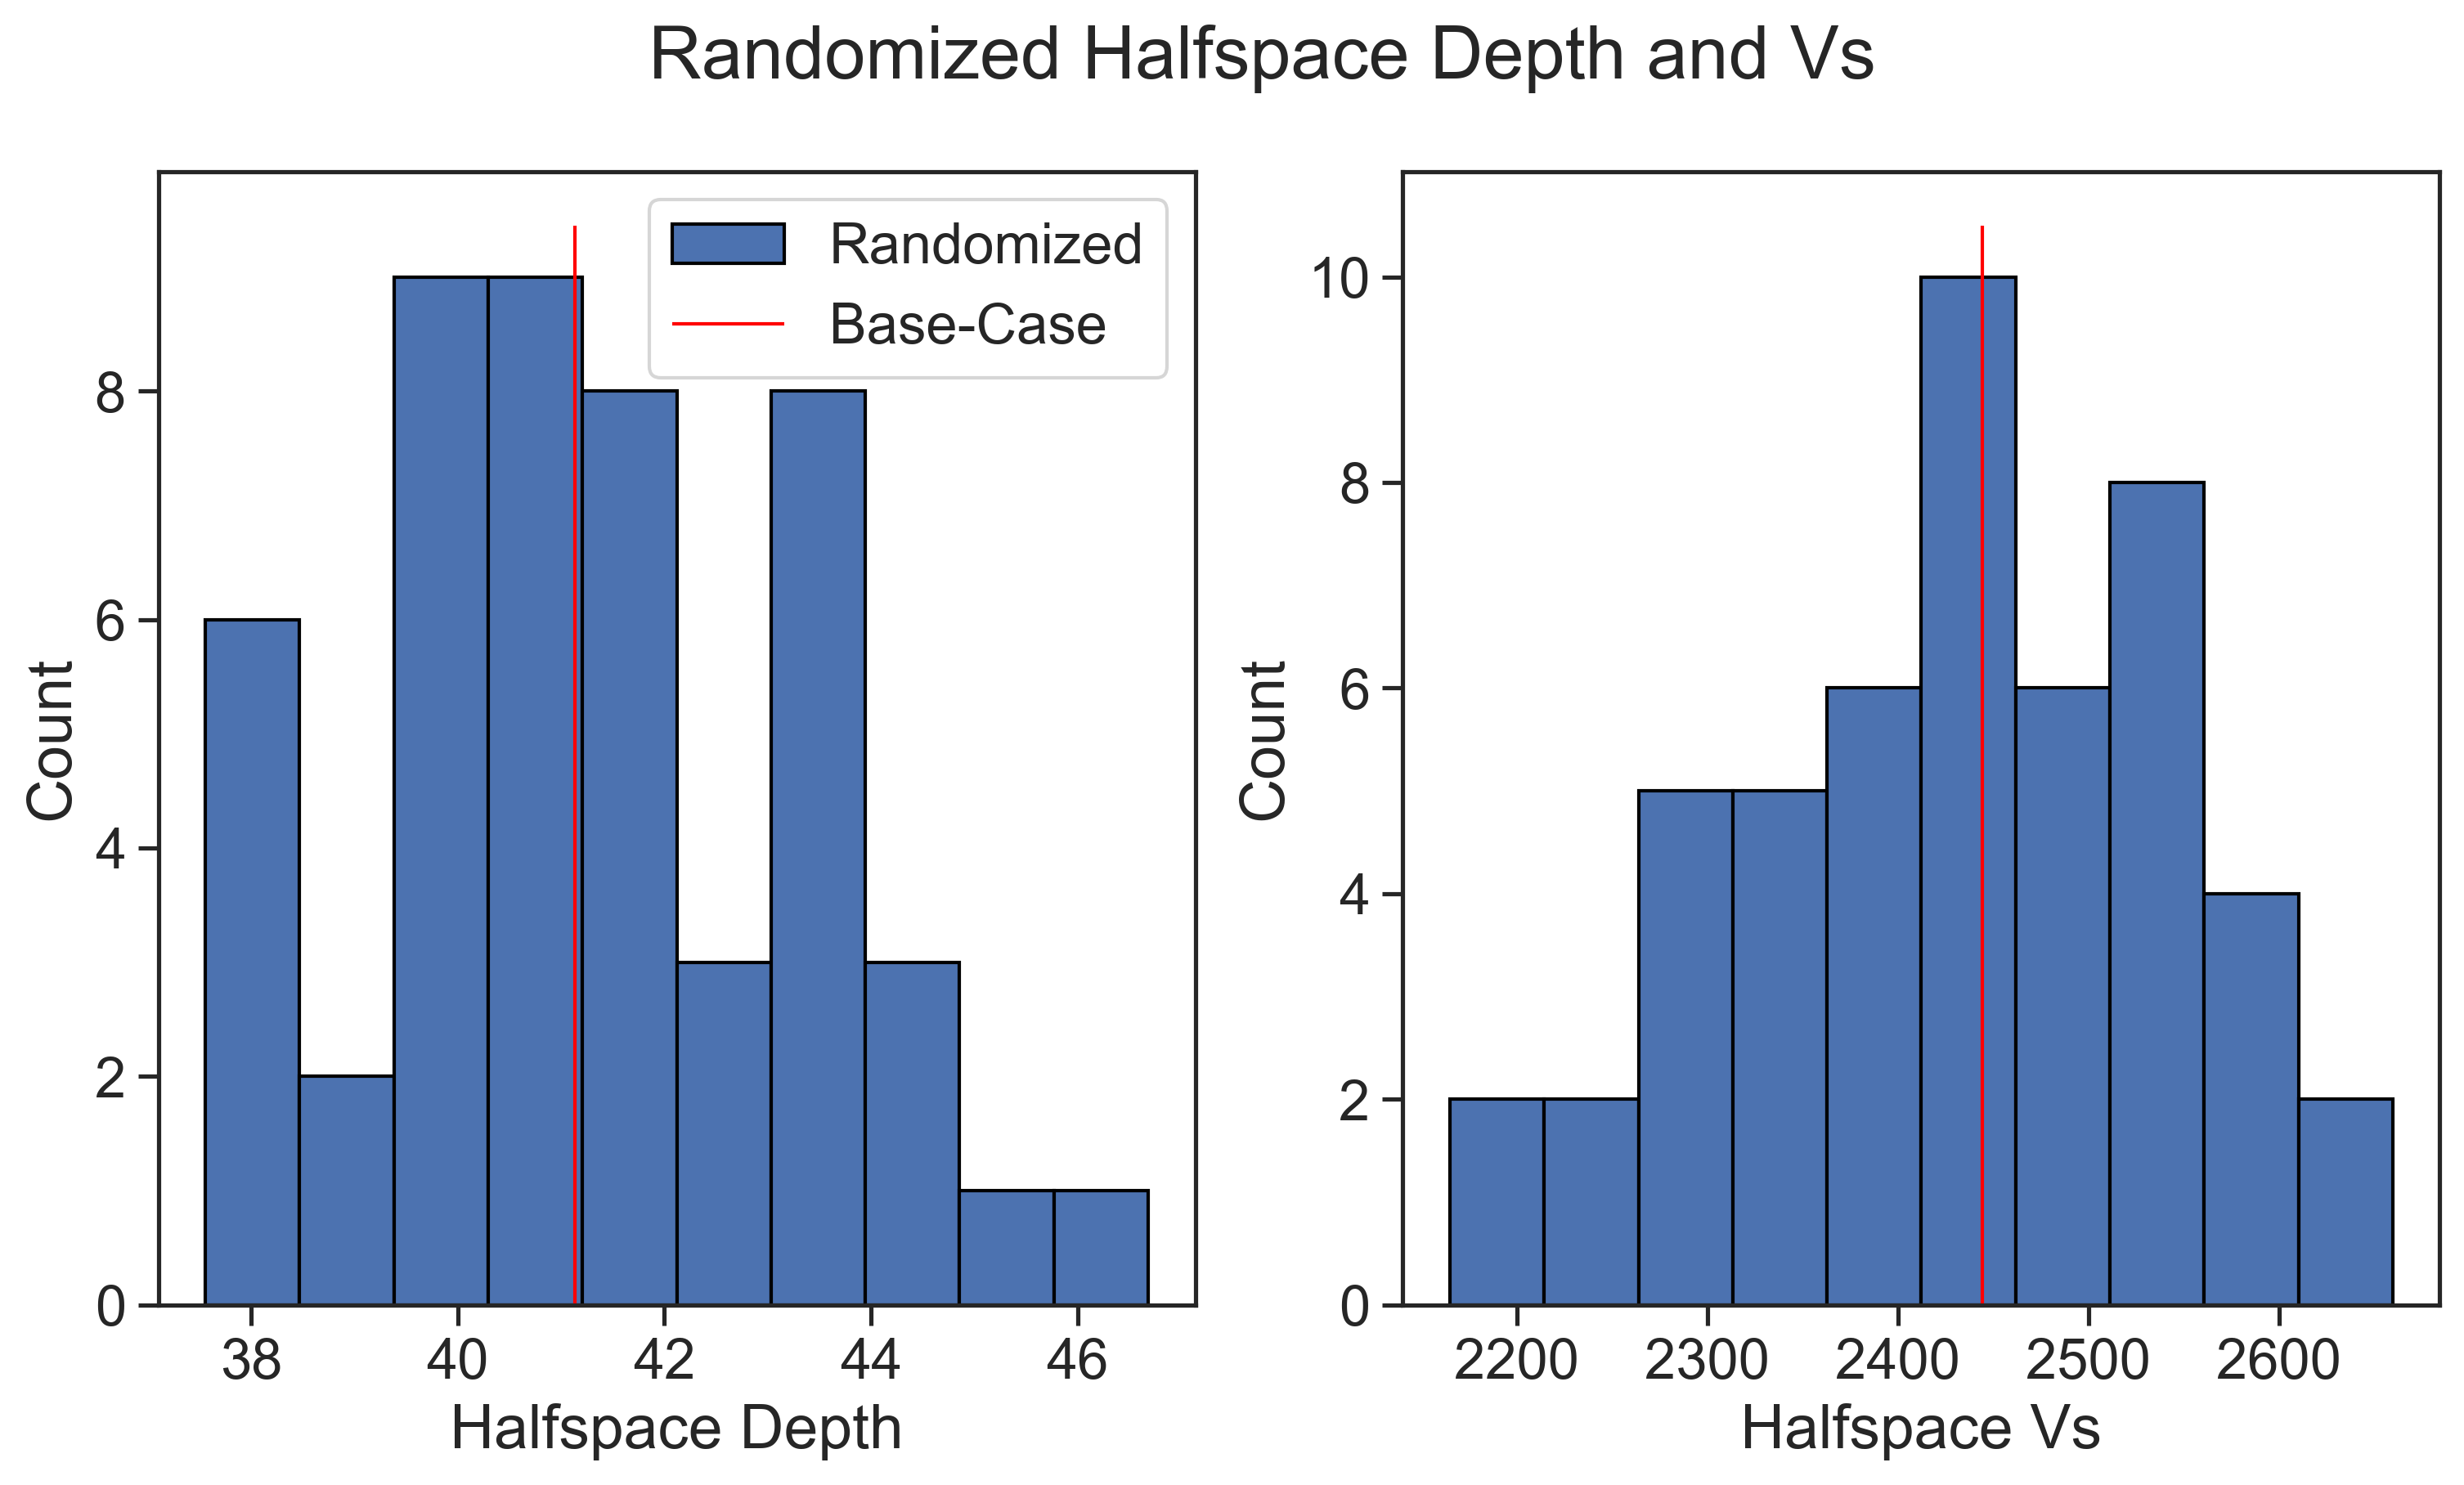 Randomized Halfspace Depth and Vs
Randomized
Base-Case
8
6
4
2
0
Count
38 40 42 44 46
Halfspace Depth
10
8
6
4
2
0
Count
2200 2300 2400 2500 2600
Halfspace Vs